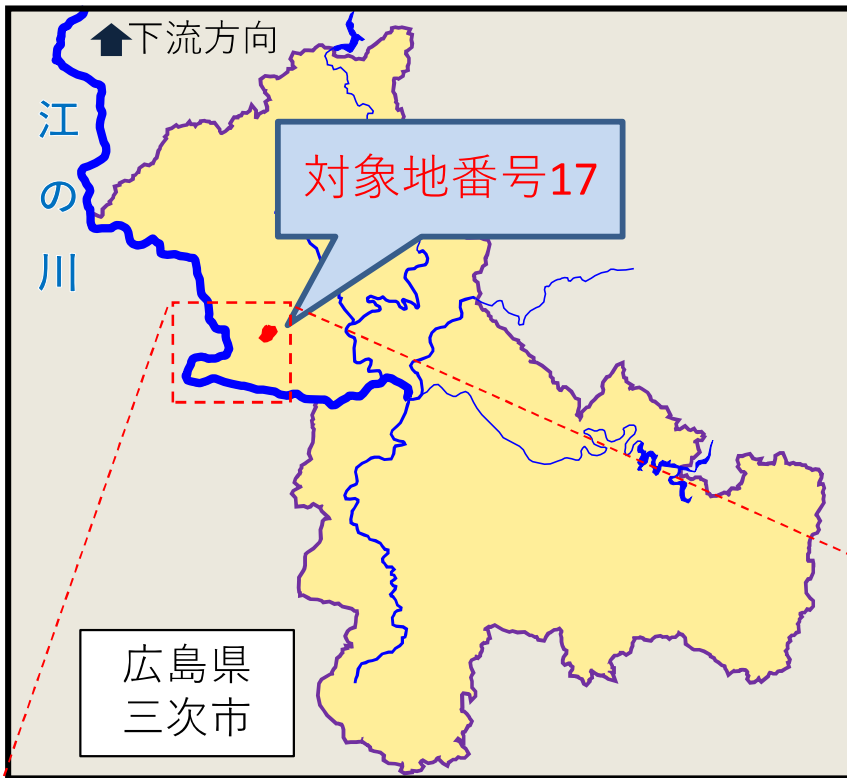 下流方向
江の川
対象地番号17
広島県
三次市